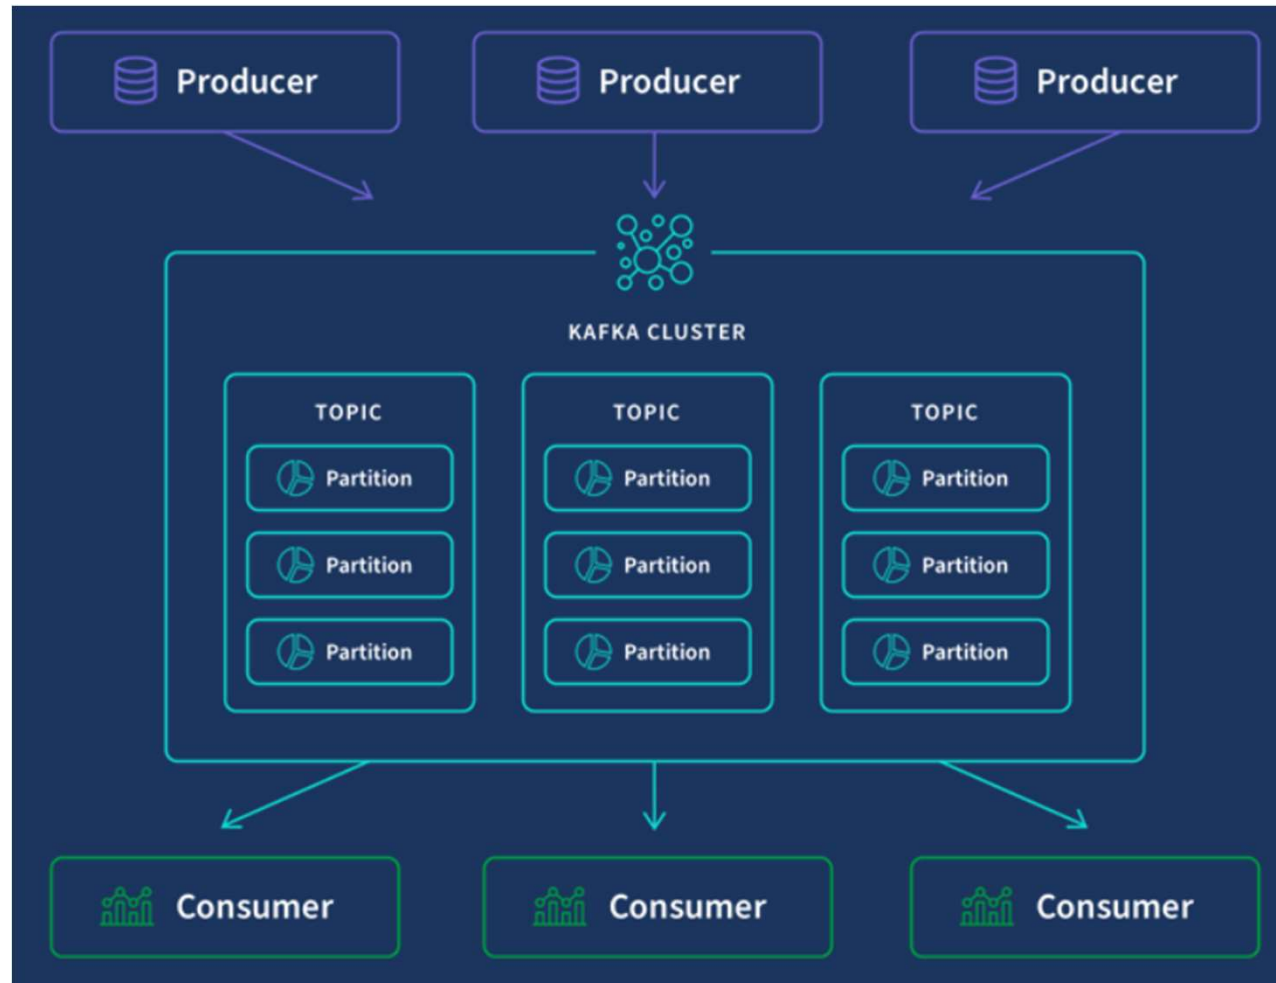 Producer Producer Producer
KAFKA CLUSTER
TOPIC TOPIC TOPIC
Partition Partition Partition
Partition Partition Partition
Partition Partition Partition
Consumer Consumer Consumer